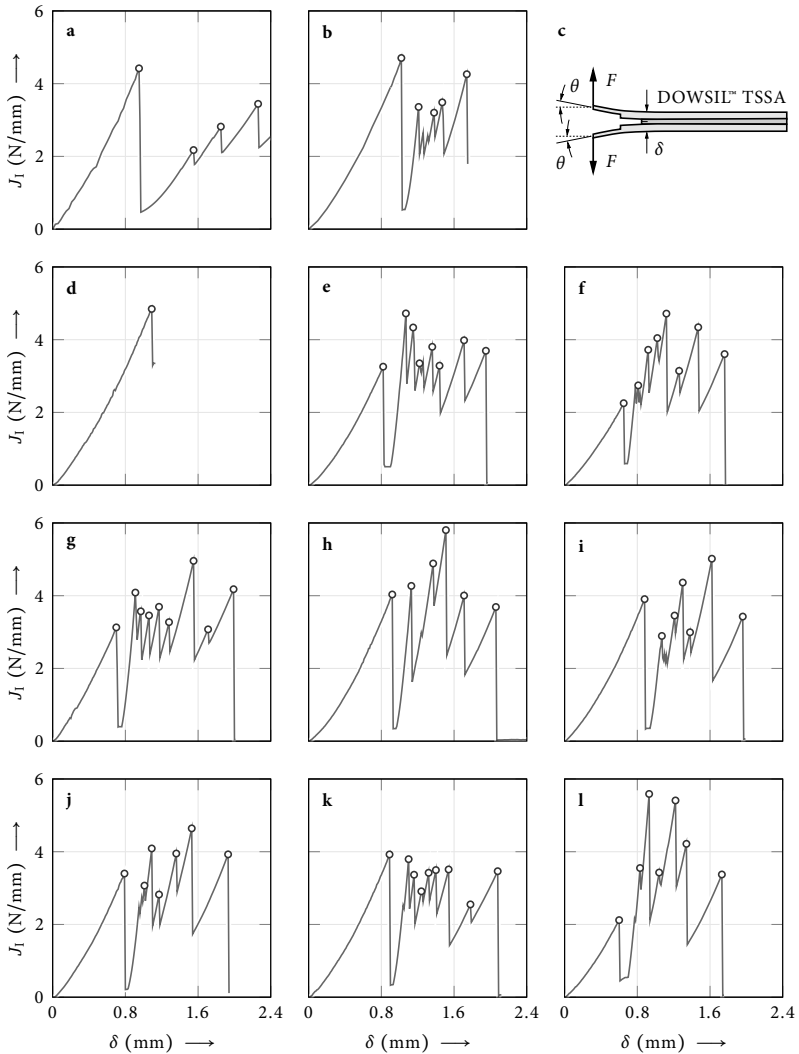 6
4
2
0
J_I (N/mm) ⟶
a
b
c
θ
F
DOWSIL™ TSSA
θ
F
δ
6
4
2
0
J_I (N/mm) ⟶
d
e
f
6
4
2
0
J_I (N/mm) ⟶
g
h
i
6
4
2
0
J_I (N/mm) ⟶
j
k
l
0 0.8 1.6 2.4 0.8 1.6 2.4 0.8 1.6 2.4
δ (mm) ⟶ δ (mm) ⟶ δ (mm) ⟶